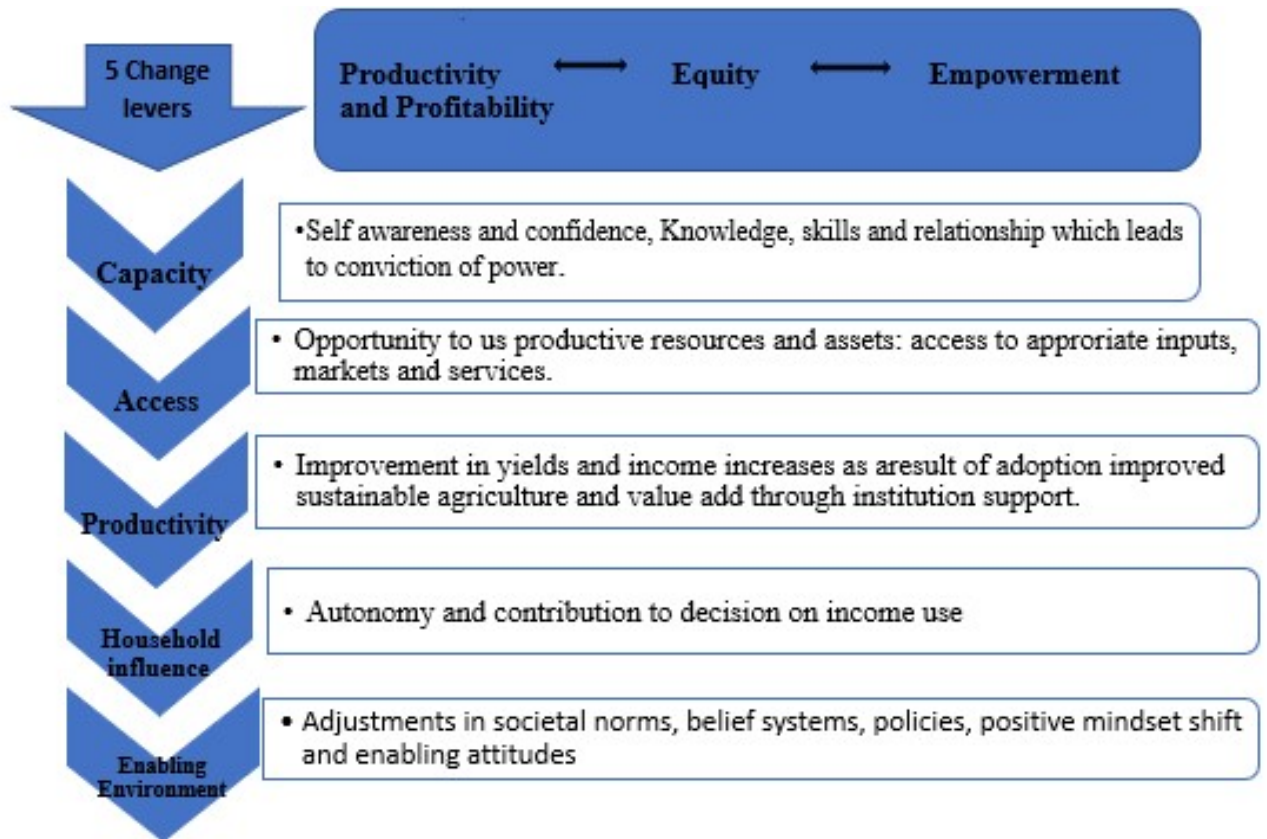 5 Change
levers
Productivity
and Profitability
Equity
Empowerment
Capacity
•Self awareness and confidence, Knowledge, skills and relationship which leads
to conviction of power.
Access
• Opportunity to us productive resources and assets: access to approriate inputs,
markets and services.
Productivity
• Improvement in yields and income increases as aresult of adoption improved
sustainable agriculture and value add through institution support.
Household
influence
• Autonomy and contribution to decision on income use
Enabling
Environment
• Adjustments in societal norms, belief systems, policies, positive mindset shift
and enabling attitudes